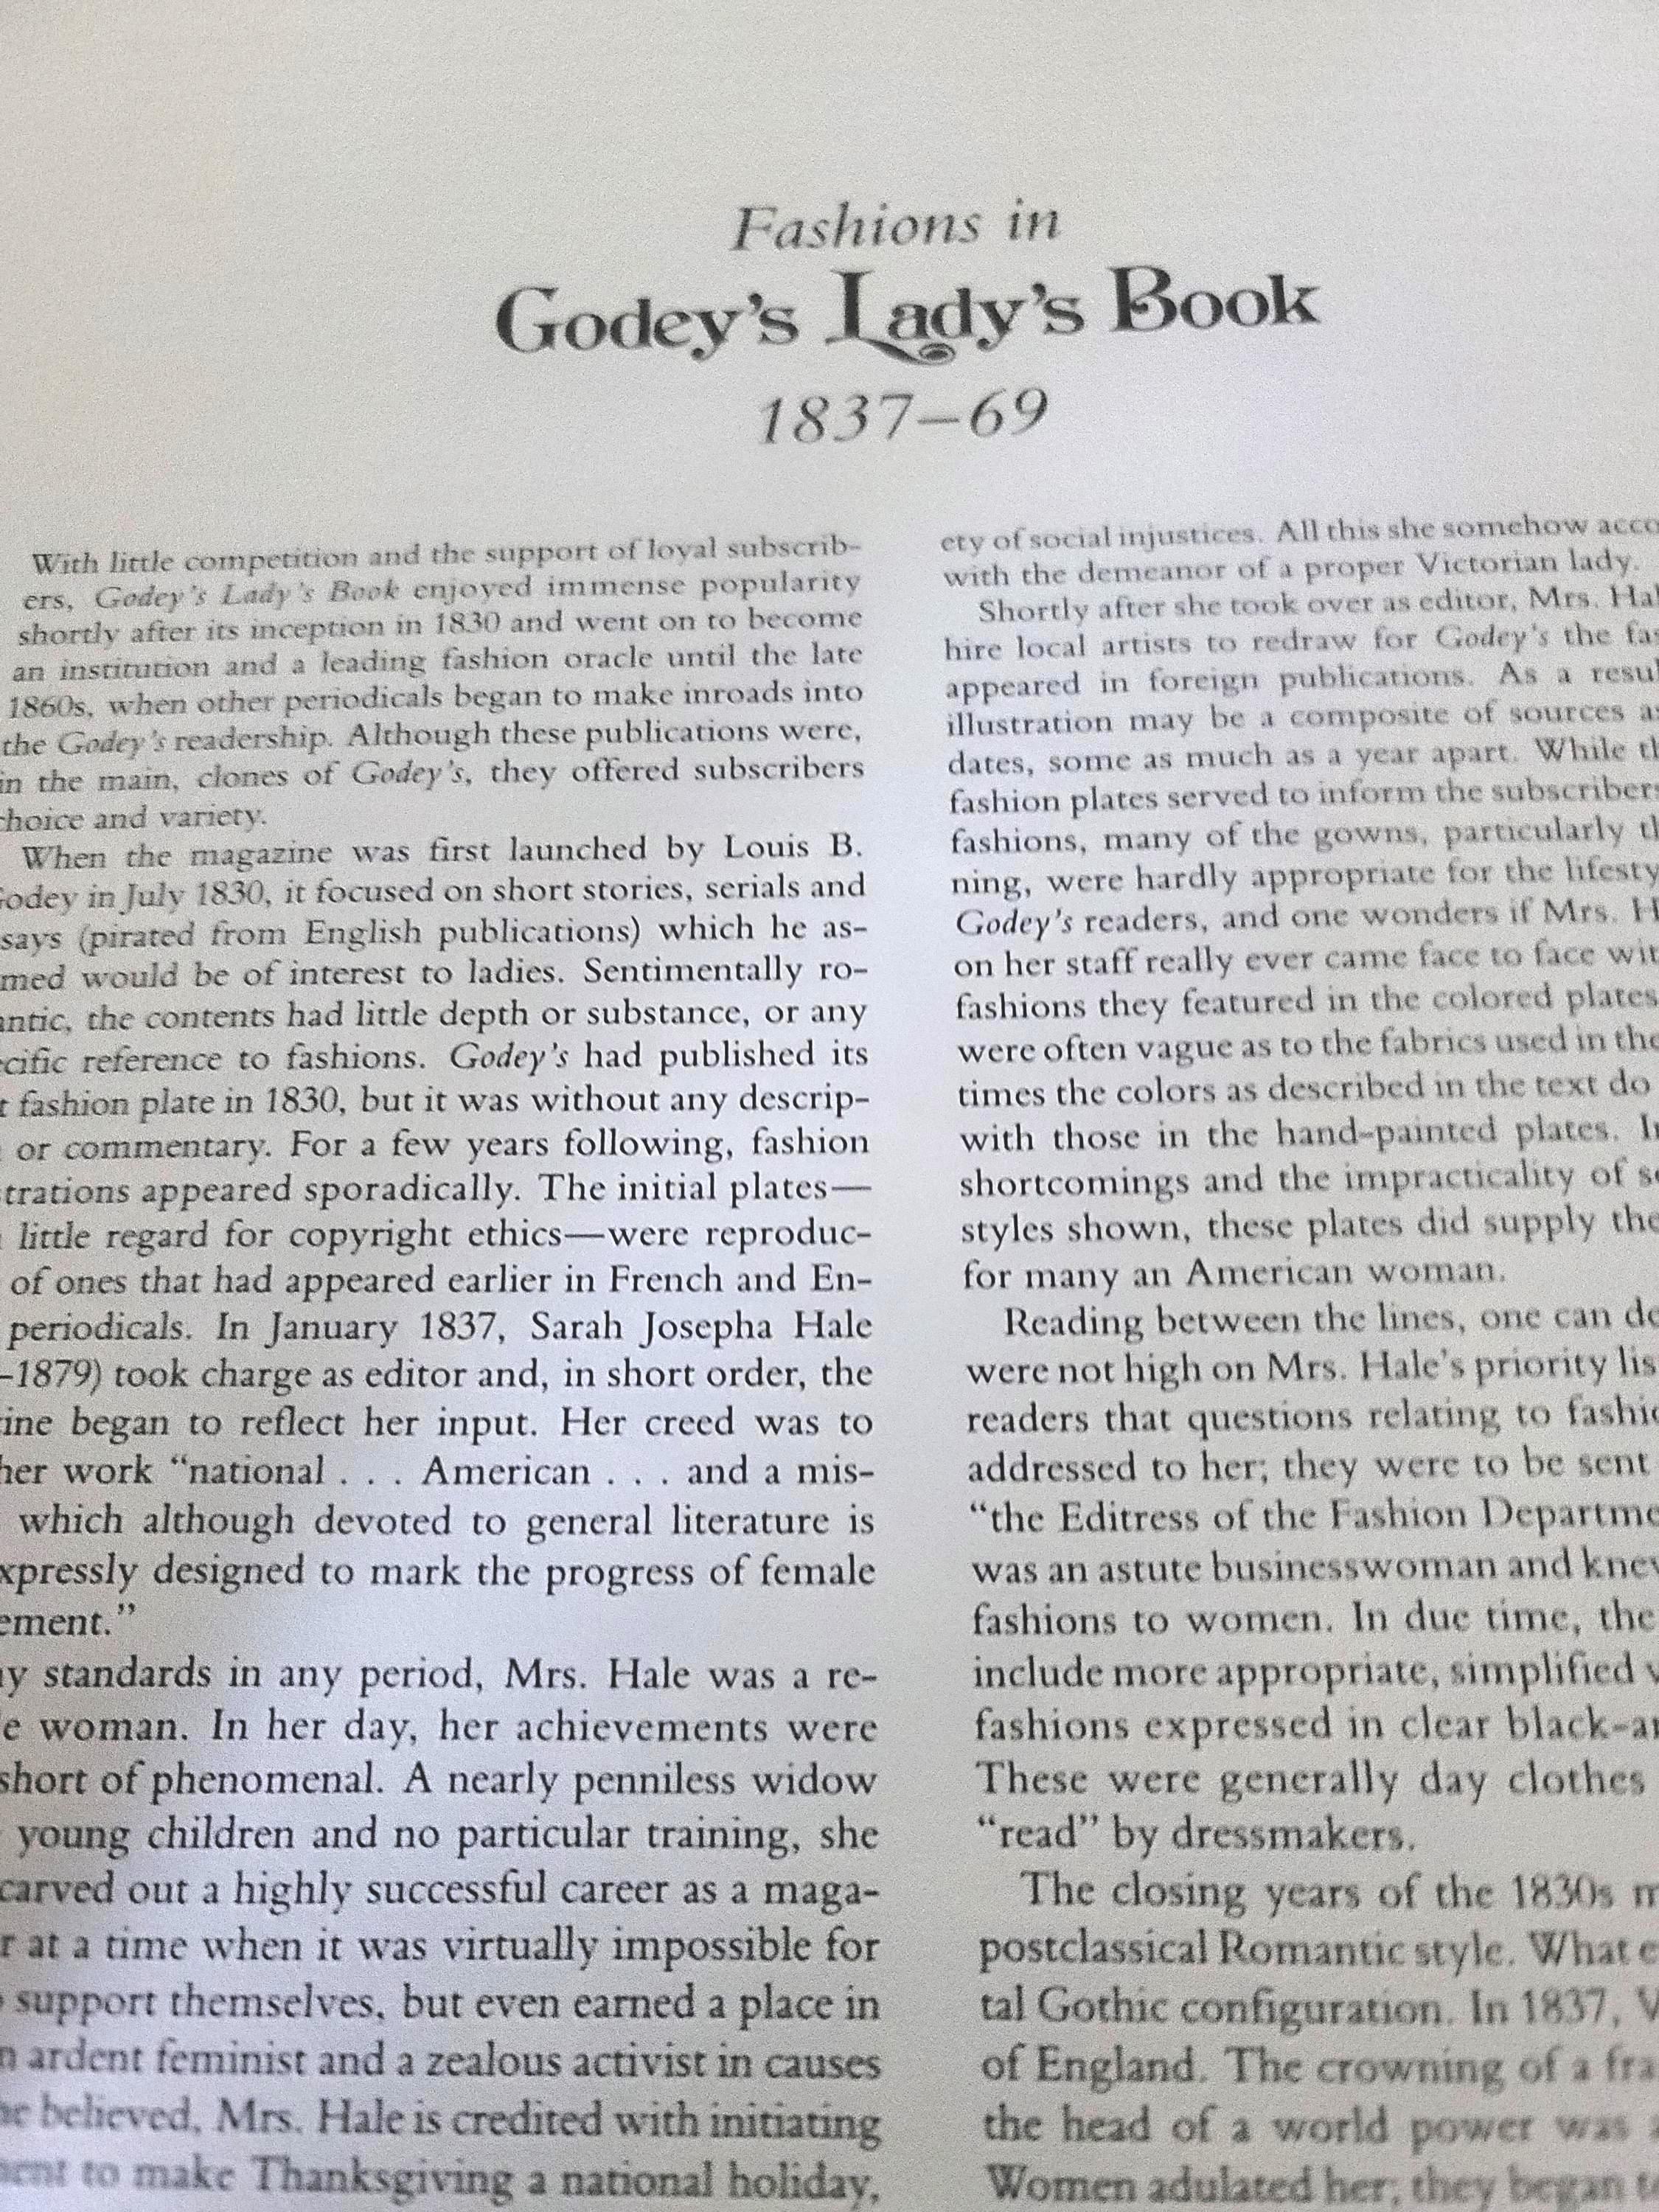 Fashions in
Godey's Lady's Book
1837–69
With little competition and the support of loyal subscrib-
ers, Godey's Lady's Book enjoyed immense popularity
shortly after its inception in 1830 and went on to become
an institution and a leading fashion oracle until the late
1860s, when other periodicals began to make inroads into
the Godey's readership. Although these publications were,
in the main, clones of Godey's, they offered subscribers
choice and variety.
When the magazine was first launched by Louis B.
Godey in July 1830, it focused on short stories, serials and
says (pirated from English publications) which he as-
med would be of interest to ladies. Sentimentally ro-
antic, the contents had little depth or substance, or any
ecific reference to fashions. Godey's had published its
t fashion plate in 1830, but it was without any descrip-
or commentary. For a few years following, fashion
trations appeared sporadically. The initial plates—
little regard for copyright ethics—were reproduc-
of ones that had appeared earlier in French and En-
periodicals. In January 1837, Sarah Josepha Hale
–1879) took charge as editor and, in short order, the
ine began to reflect her input. Her creed was to
her work “national . . . American . . . and a mis-
which although devoted to general literature is
xpressly designed to mark the progress of female
ement.”
y standards in any period, Mrs. Hale was a re-
e woman. In her day, her achievements were
short of phenomenal. A nearly penniless widow
young children and no particular training, she
carved out a highly successful career as a maga-
r at a time when it was virtually impossible for
support themselves, but even earned a place in
n ardent feminist and a zealous activist in causes
he believed, Mrs. Hale is credited with initiating
ent to make Thanksgiving a national holiday,
ety of social injustices. All this she somehow acco
with the demeanor of a proper Victorian lady.
Shortly after she took over as editor, Mrs. Hal
hire local artists to redraw for Godey's the fas
appeared in foreign publications. As a resul
illustration may be a composite of sources a
dates, some as much as a year apart. While th
fashion plates served to inform the subscribers
fashions, many of the gowns, particularly th
ning, were hardly appropriate for the lifesty
Godey's readers, and one wonders if Mrs. H
on her staff really ever came face to face wit
fashions they featured in the colored plates
were often vague as to the fabrics used in the
times the colors as described in the text do
with those in the hand-painted plates. In
shortcomings and the impracticality of so
styles shown, these plates did supply the
for many an American woman.
Reading between the lines, one can de
were not high on Mrs. Hale's priority lis
readers that questions relating to fashio
addressed to her; they were to be sent
“the Editress of the Fashion Departme
was an astute businesswoman and knew
fashions to women. In due time, the
include more appropriate, simplified v
fashions expressed in clear black-an
These were generally day clothes
“read” by dressmakers.
The closing years of the 1830s m
postclassical Romantic style. What e
tal Gothic configuration. In 1837, V
of England. The crowning of a fra
the head of a world power was
Women adulated her; they began to